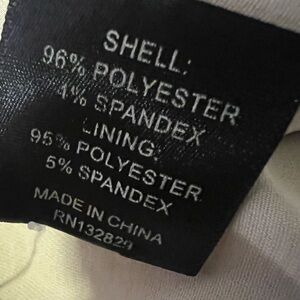 SHELL:
96% POLYESTER
4% SPANDEX
LINING:
95% POLYESTER
5% SPANDEX
MADE IN CHINA
RN132829